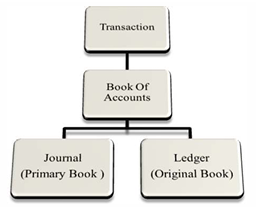 Transaction
Book Of
Accounts
Journal
(Primary Book )
Ledger
(Original Book)